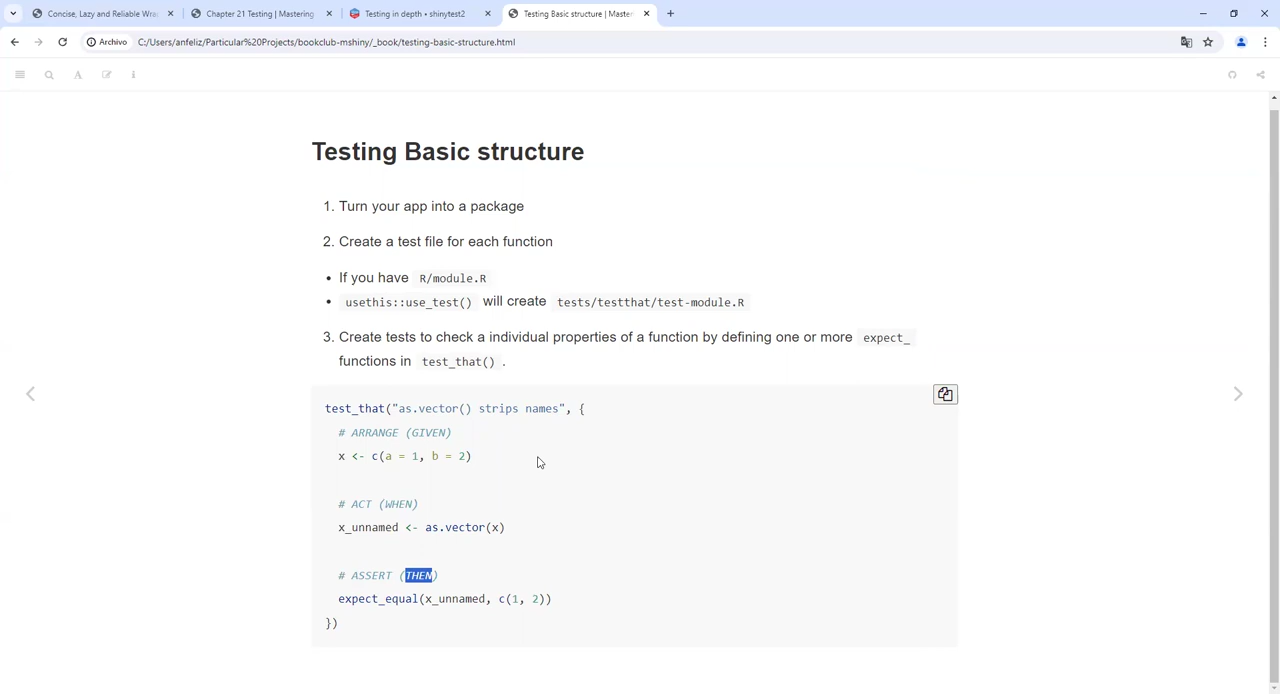 Concise, Lazy and Reliable Wra
Chapter 21 Testing | Mastering
Testing in depth • shinytest2
Testing Basic structure | Master
Archivo
C:/Users/anfeliz/Particular%20Projects/bookclub-mshiny/_book/testing-basic-structure.html
Testing Basic structure
1. Turn your app into a package
2. Create a test file for each function
• If you have R/module.R
• usethis::use_test() will create tests/testthat/test-module.R
3. Create tests to check a individual properties of a function by defining one or more expect_
functions in test_that() .
test_that("as.vector() strips names", {
# ARRANGE (GIVEN)
x <- c(a = 1, b = 2)
# ACT (WHEN)
x_unnamed <- as.vector(x)
# ASSERT (THEN)
expect_equal(x_unnamed, c(1, 2))
})